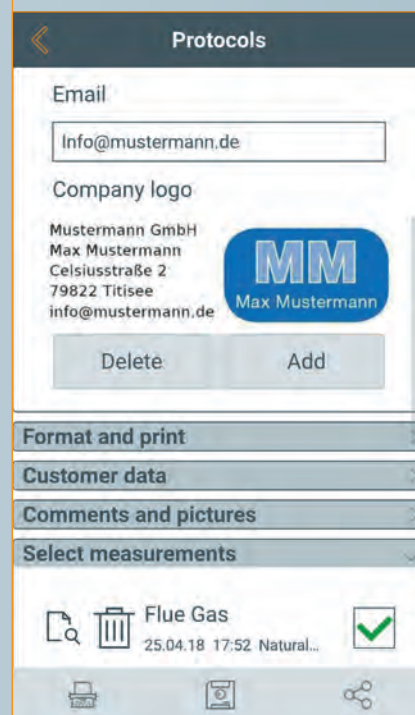 Protocols
Email
Info@mustermann.de
Company logo
Mustermann GmbH
Max Mustermann
Celsiusstraße 2
79822 Titisee
info@mustermann.de
MM
Max Mustermann
Delete Add
Format and print
Customer data
Comments and pictures
Select measurements
Flue Gas
25.04.18 17:52 Natural...